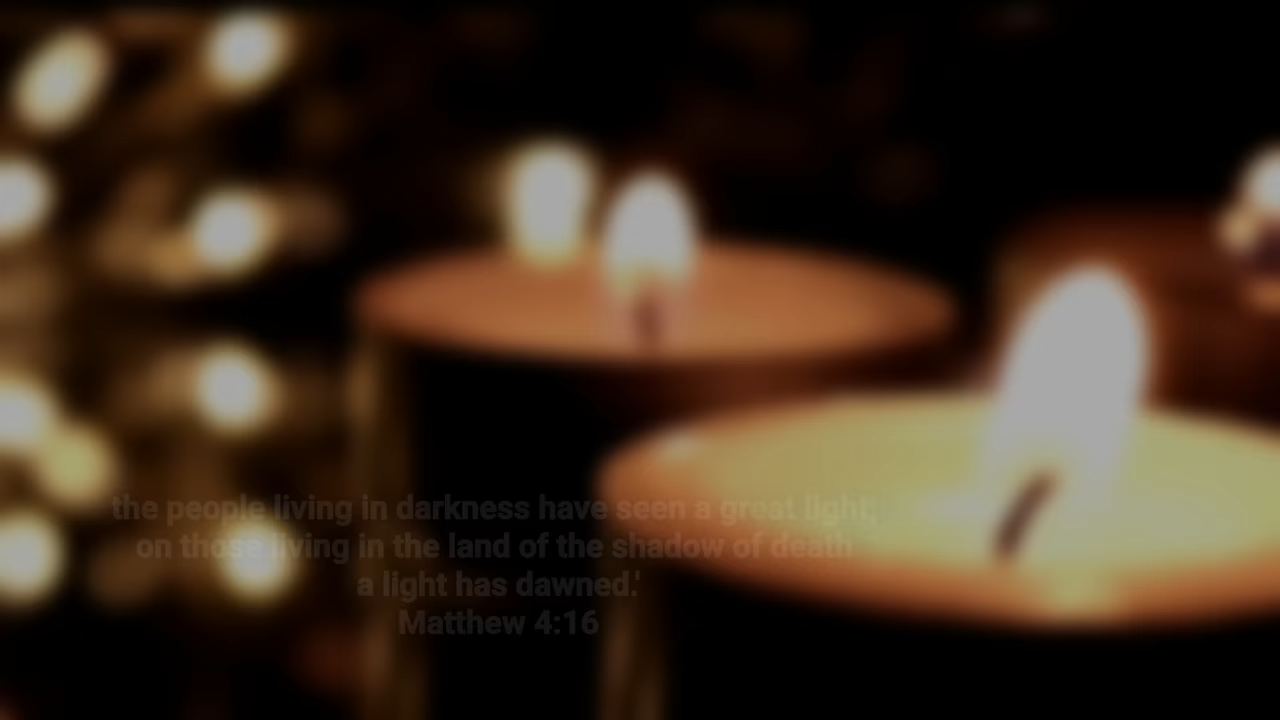 the people living in darkness have seen a great light;
on those living in the land of the shadow of death
a light has dawned.'
Matthew 4:16